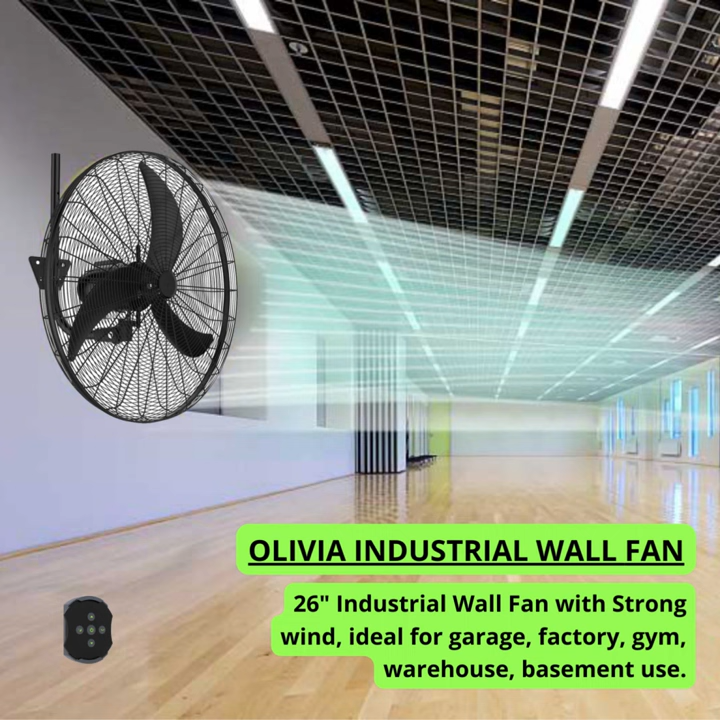 OLIVIA INDUSTRIAL WALL FAN
26" Industrial Wall Fan with Strong
wind, ideal for garage, factory, gym,
warehouse, basement use.